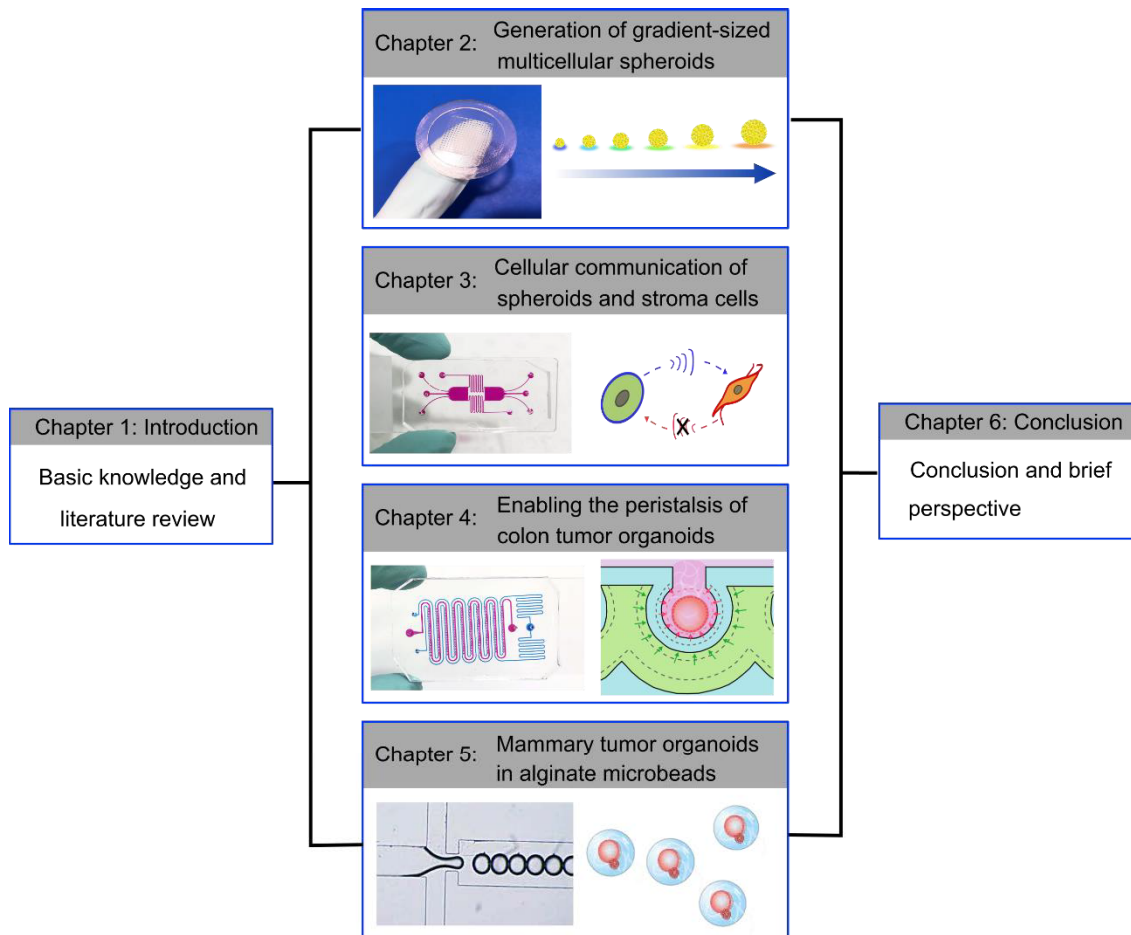 Chapter 1: Introduction
Basic knowledge and
literature review
Chapter 2:
Generation of gradient-sized
multicellular spheroids
Chapter 3:
Cellular communication of
spheroids and stroma cells
Chapter 4:
Enabling the peristalsis of
colon tumor organoids
Chapter 5:
Mammary tumor organoids
in alginate microbeads
Chapter 6: Conclusion
Conclusion and brief
perspective